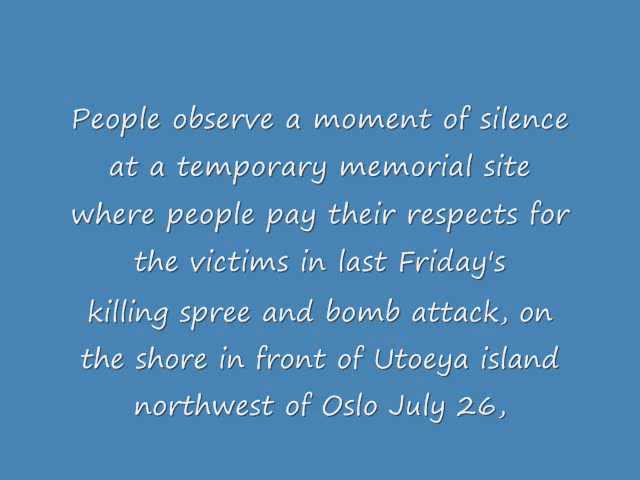 People observe a moment of silence
at a temporary memorial site
where people pay their respects for
the victims in last Friday's
killing spree and bomb attack, on
the shore in front of Utoeya island
northwest of Oslo July 26,